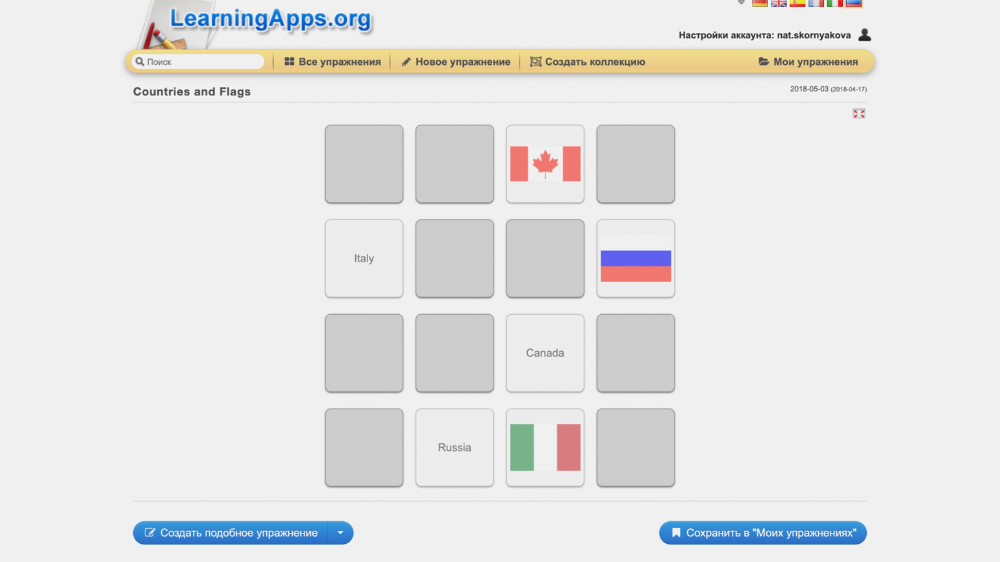 LearningApps.org
Настройки аккаунта: nat.skornyakova
Поиск
Все упражнения
Новое упражнение
Создать коллекцию
Мои упражнения
Countries and Flags
2018-05-03 (2018-04-17)
Italy
Canada
Russia
Создать подобное упражнение
Сохранить в "Моих упражнениях"